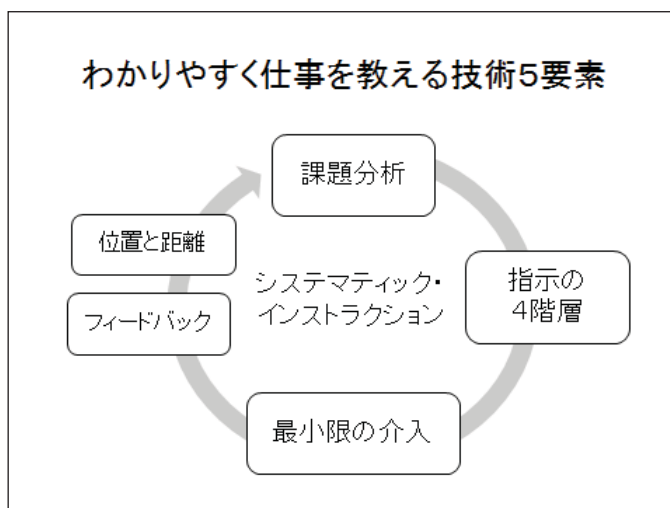 わかりやすく仕事を教える技術５要素
課題分析
位置と距離
システマティック・
インストラクション
指示の
４階層
フィードバック
最小限の介入